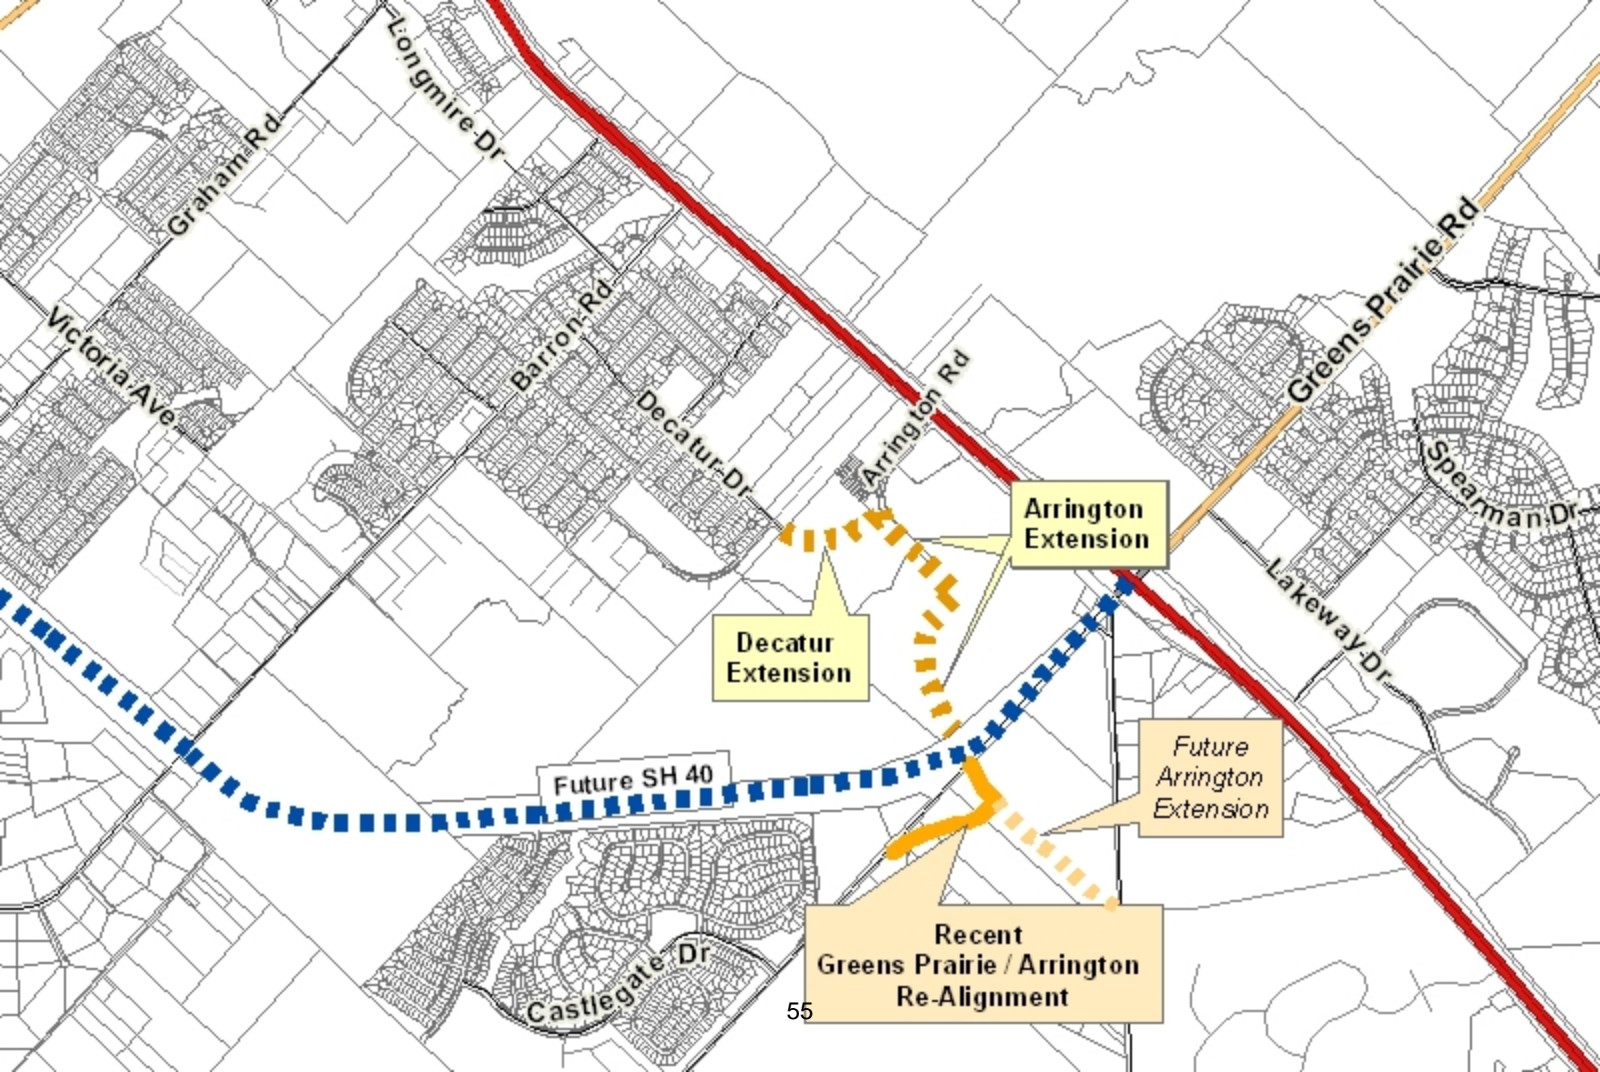 Longmire Dr
Graham Rd
Greens Prairie Rd
Victoria Ave
Barron Rd
Arrington Rd
Decatur Dr
Spearman Dr
Arrington
Extension
Lakeway Dr
Decatur
Extension
Future SH 40
Future
Arrington
Extension
Recent
Greens Prairie / Arrington
Re-Alignment
Castlegate Dr
55